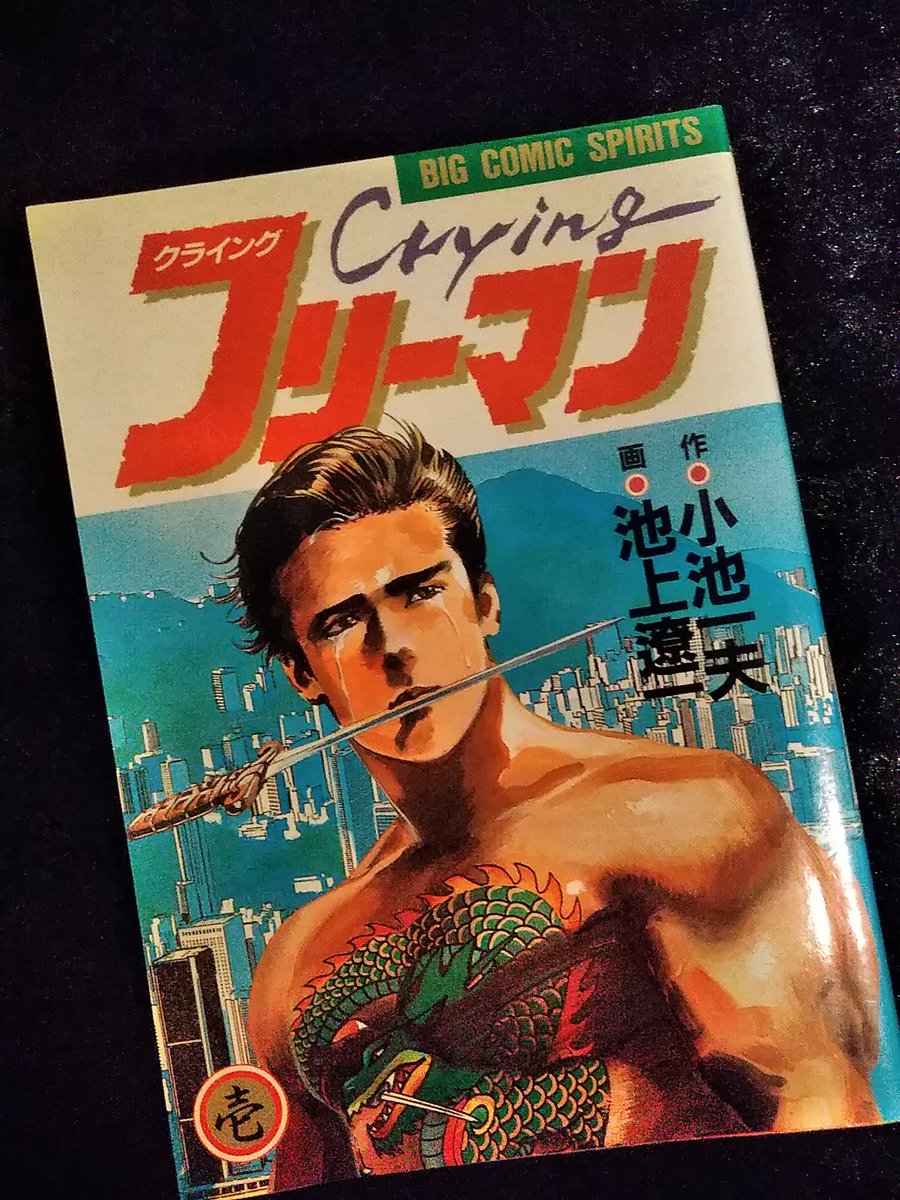 BIG COMIC SPIRITS
Crying
クライング
フリーマン
作●小池一夫
画●池上遼一
壱